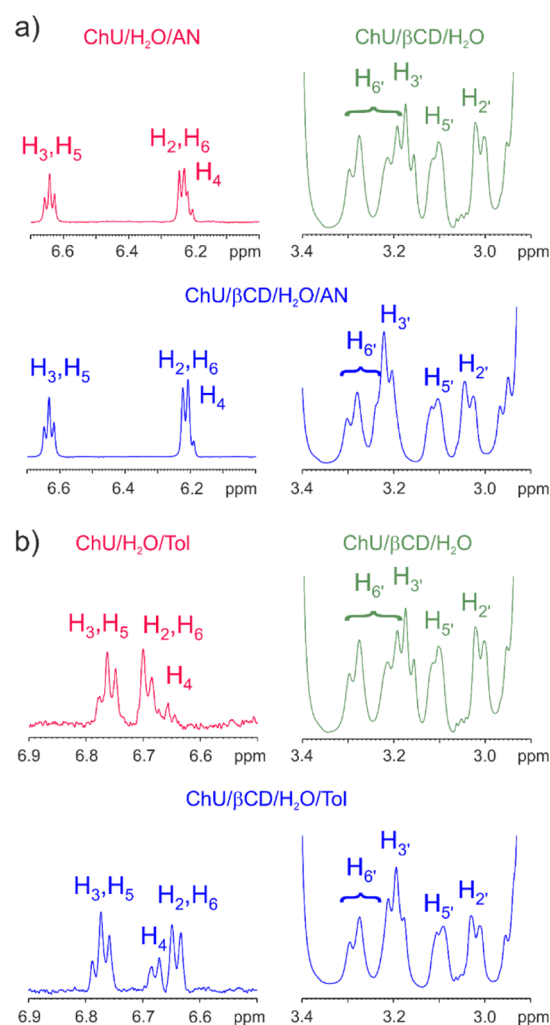 a)
ChU/H₂O/AN
ChU/βCD/H₂O
H₃,H₅
H₂,H₆
H₄
6.6 6.4 6.2 ppm
H₆'
H₃'
H₅'
H₂'
3.4 3.2 3.0 ppm
ChU/βCD/H₂O/AN
H₃,H₅
H₂,H₆
H₄
6.6 6.4 6.2 ppm
H₆'
H₃'
H₅'
H₂'
3.4 3.2 3.0 ppm
b)
ChU/H₂O/Tol
ChU/βCD/H₂O
H₃,H₅
H₂,H₆
H₄
6.9 6.8 6.7 6.6 ppm
H₆'
H₃'
H₅'
H₂'
3.4 3.2 3.0 ppm
ChU/βCD/H₂O/Tol
H₃,H₅
H₄
H₂,H₆
6.9 6.8 6.7 6.6 ppm
H₆'
H₃'
H₅'
H₂'
3.4 3.2 3.0 ppm